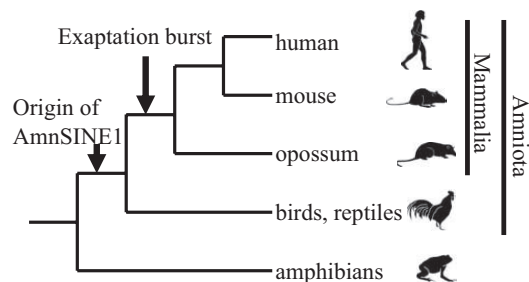 Exaptation burst
Origin of
AmnSINE1
human
mouse
opossum
birds, reptiles
amphibians
Mammalia
Amniota